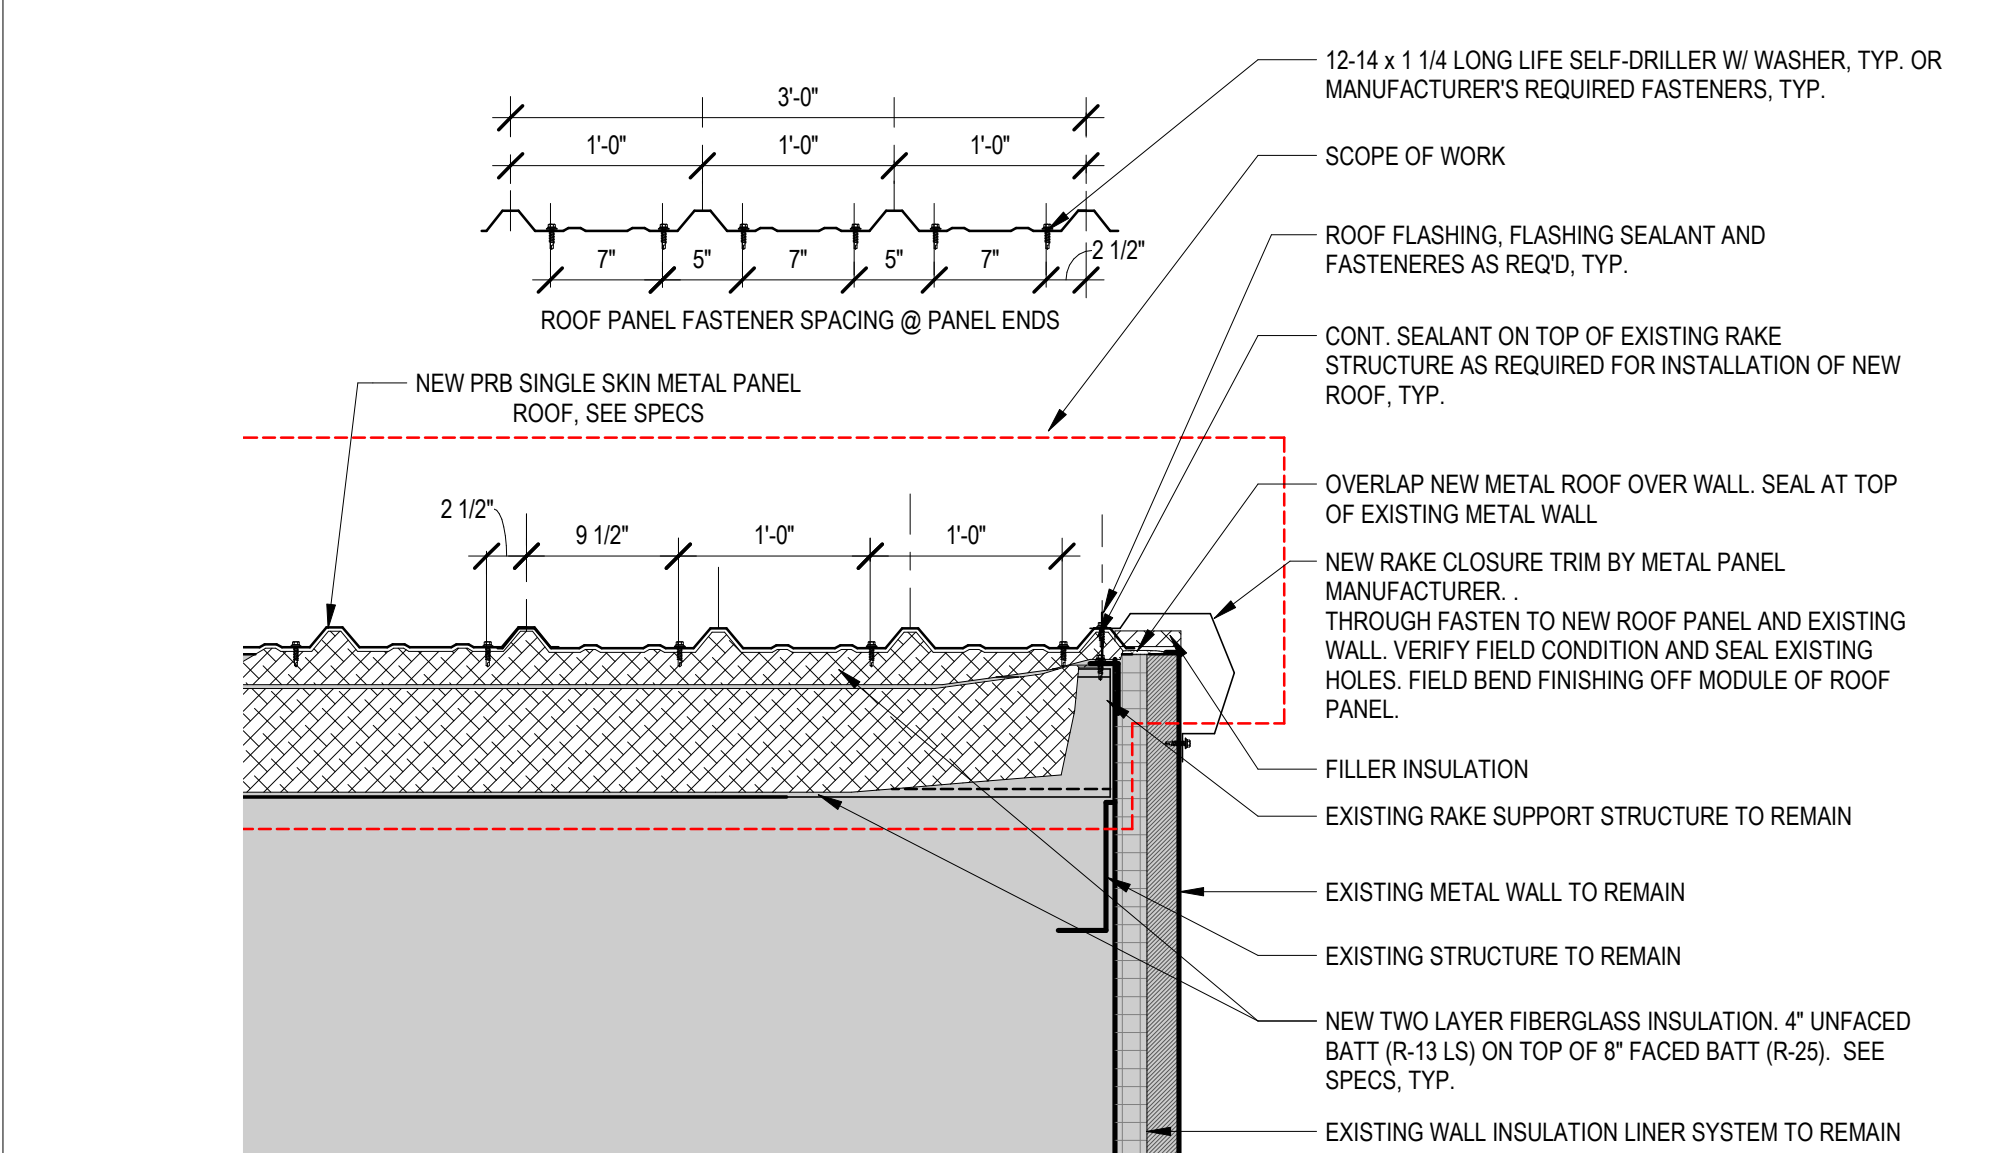 12-14 x 1 1/4 LONG LIFE SELF-DRILLER W/ WASHER, TYP. OR
MANUFACTURER'S REQUIRED FASTENERS, TYP.
3'-0"
1'-0"
1'-0"
1'-0"
SCOPE OF WORK
7"
5"
7"
5"
7"
2 1/2"
ROOF PANEL FASTENER SPACING @ PANEL ENDS
ROOF FLASHING, FLASHING SEALANT AND
FASTENERES AS REQ'D, TYP.
CONT. SEALANT ON TOP OF EXISTING RAKE
STRUCTURE AS REQUIRED FOR INSTALLATION OF NEW
ROOF, TYP.
NEW PRB SINGLE SKIN METAL PANEL
ROOF, SEE SPECS
2 1/2"
9 1/2"
1'-0"
1'-0"
OVERLAP NEW METAL ROOF OVER WALL. SEAL AT TOP
OF EXISTING METAL WALL
NEW RAKE CLOSURE TRIM BY METAL PANEL
MANUFACTURER. .
THROUGH FASTEN TO NEW ROOF PANEL AND EXISTING
WALL. VERIFY FIELD CONDITION AND SEAL EXISTING
HOLES. FIELD BEND FINISHING OFF MODULE OF ROOF
PANEL.
FILLER INSULATION
EXISTING RAKE SUPPORT STRUCTURE TO REMAIN
EXISTING METAL WALL TO REMAIN
EXISTING STRUCTURE TO REMAIN
NEW TWO LAYER FIBERGLASS INSULATION. 4" UNFACED
BATT (R-13 LS) ON TOP OF 8" FACED BATT (R-25). SEE
SPECS, TYP.
EXISTING WALL INSULATION LINER SYSTEM TO REMAIN